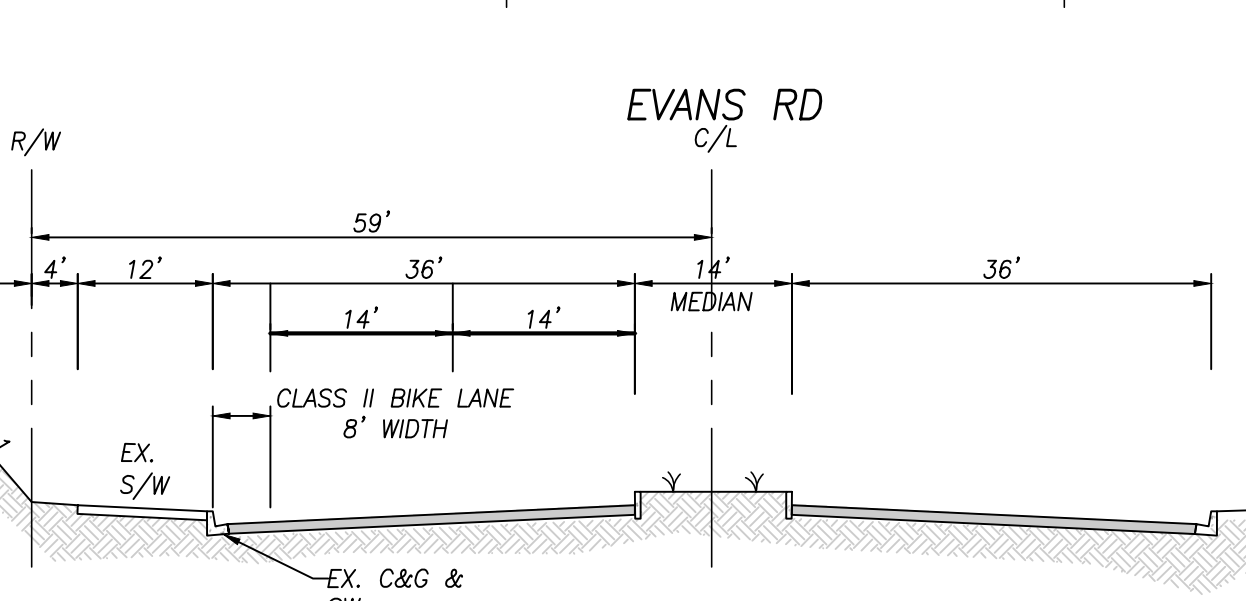 EVANS RD
R/W
C/L
59'
4' 12' 36' 14' 36'
MEDIAN
14' 14'
CLASS II BIKE LANE
8' WIDTH
EX.
S/W
EX. C&G &